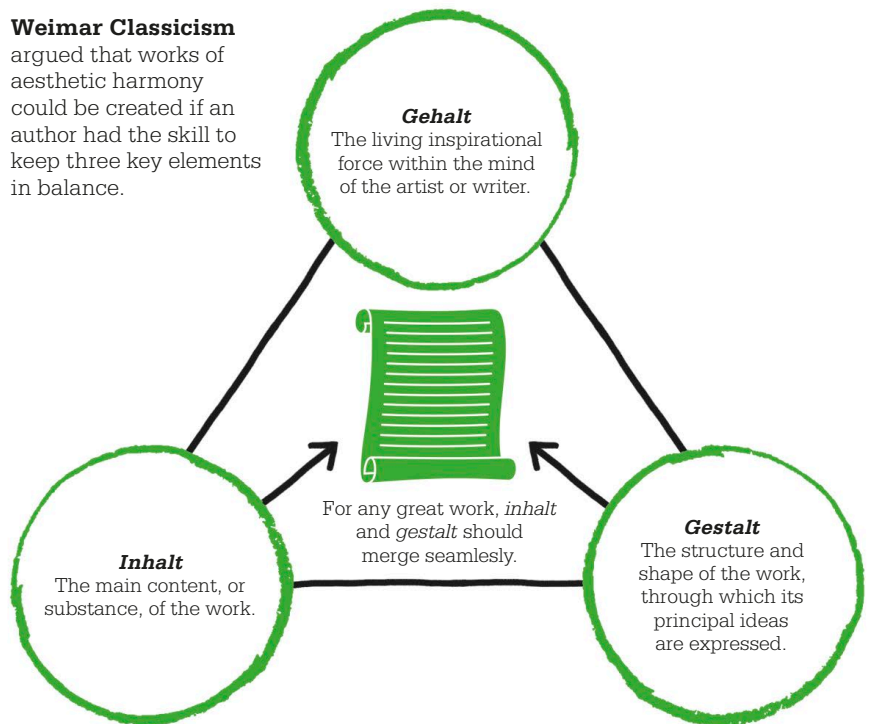 Weimar Classicism
argued that works of
aesthetic harmony
could be created if an
author had the skill to
keep three key elements
in balance.
Gehalt
The living inspirational
force within the mind
of the artist or writer.
For any great work, inhalt
and gestalt should
merge seamlesly.
Inhalt
The main content, or
substance, of the work.
Gestalt
The structure and
shape of the work,
through which its
principal ideas
are expressed.